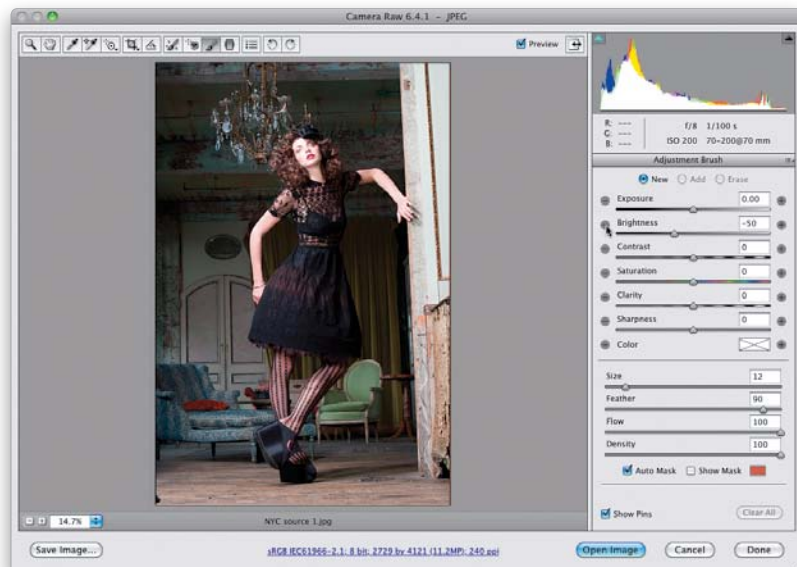 Camera Raw 6.4.1 - JPEG
Preview
R: ---
G: ---
B: ---
f/8 1/100 s
ISO 200 70-200@70 mm
Adjustment Brush
New Add Erase
Exposure 0.00
Brightness -50
Contrast 0
Saturation 0
Clarity 0
Sharpness 0
Color
Size 12
Feather 90
Flow 100
Density 100
Auto Mask Show Mask
14.7% NYC source 1.jpg
Show Pins Clear All
Save Image... sRGB IEC61966-2.1; 8 bit; 2729 by 4121 (11.2MP); 240 ppi Open Image Cancel Done